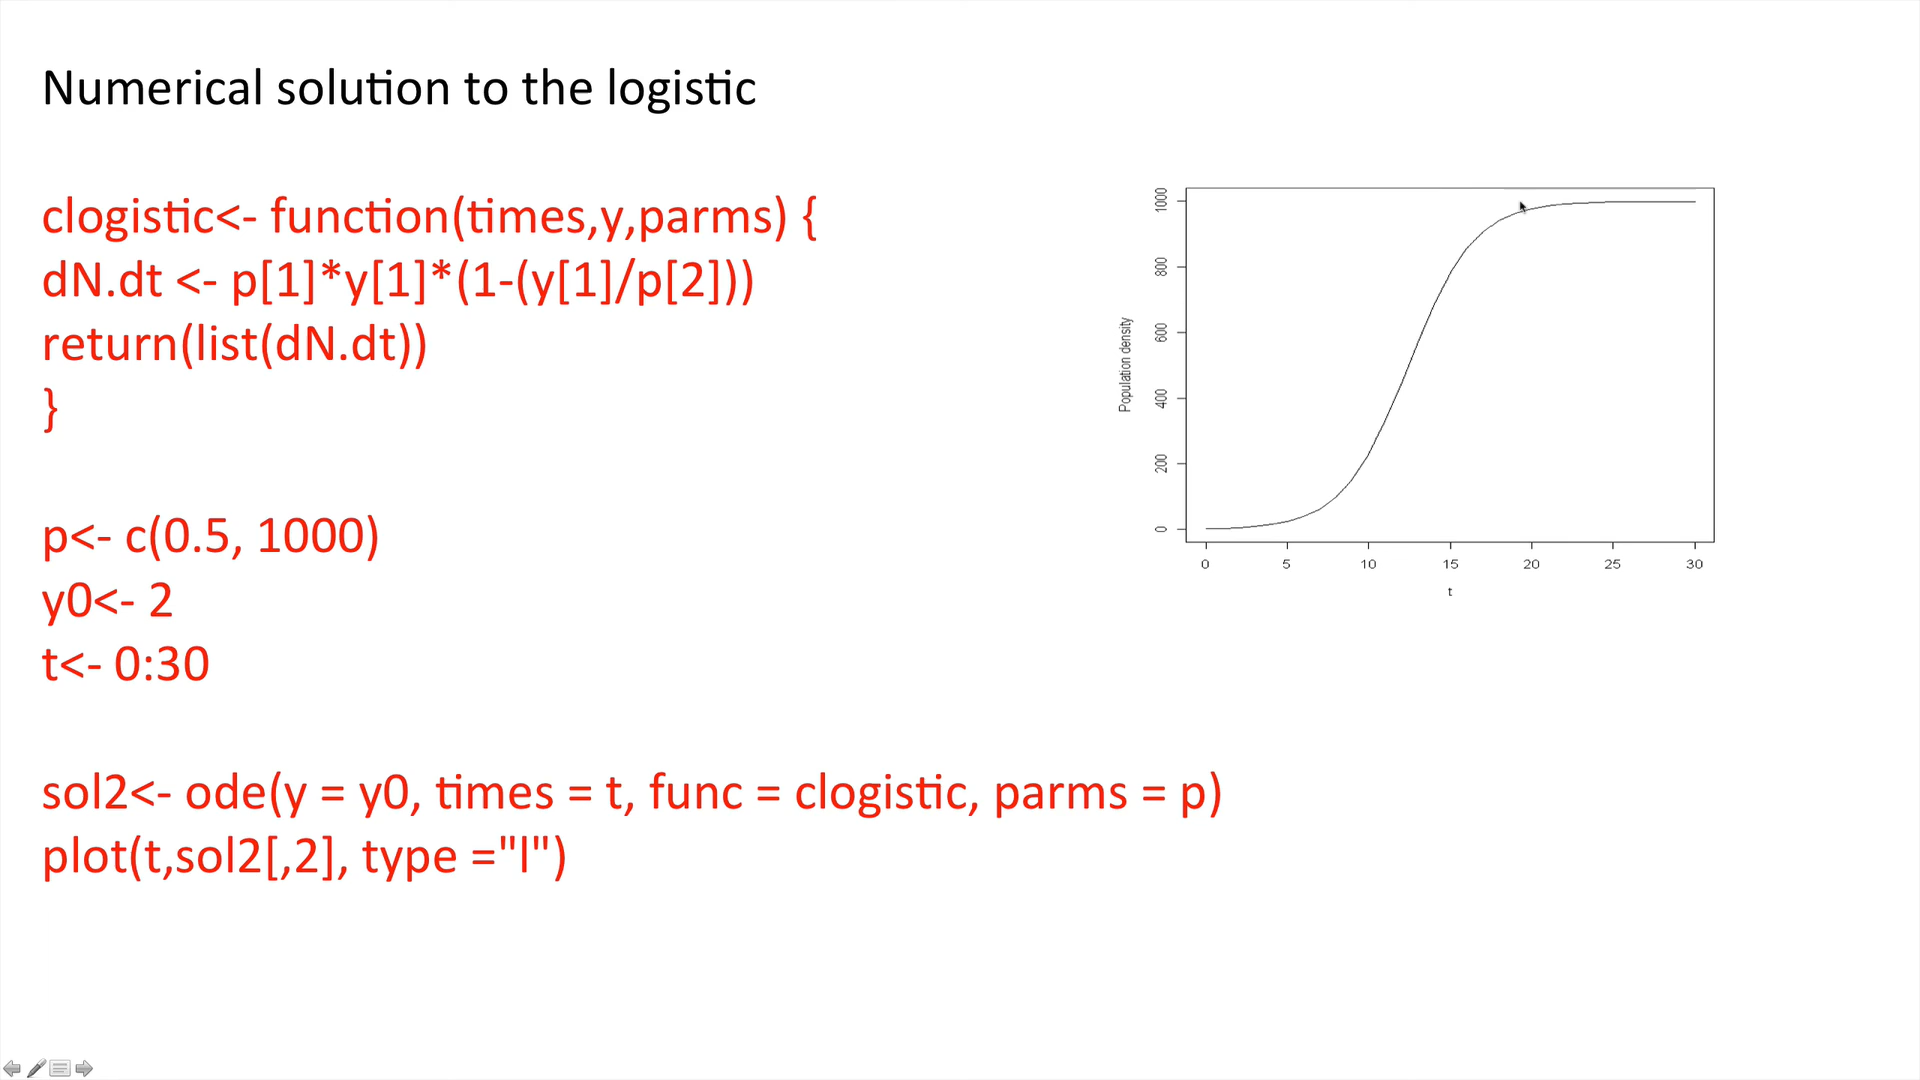 Numerical solution to the logistic
clogistic<- function(times,y,parms) {
dN.dt <- p[1]*y[1]*(1-(y[1]/p[2]))
return(list(dN.dt))
}
p<- c(0.5, 1000)
y0<- 2
t<- 0:30
sol2<- ode(y = y0, times = t, func = clogistic, parms = p)
plot(t,sol2[,2], type ="l")
Population density
1000
800
600
400
200
0
0 5 10 15 20 25 30
t